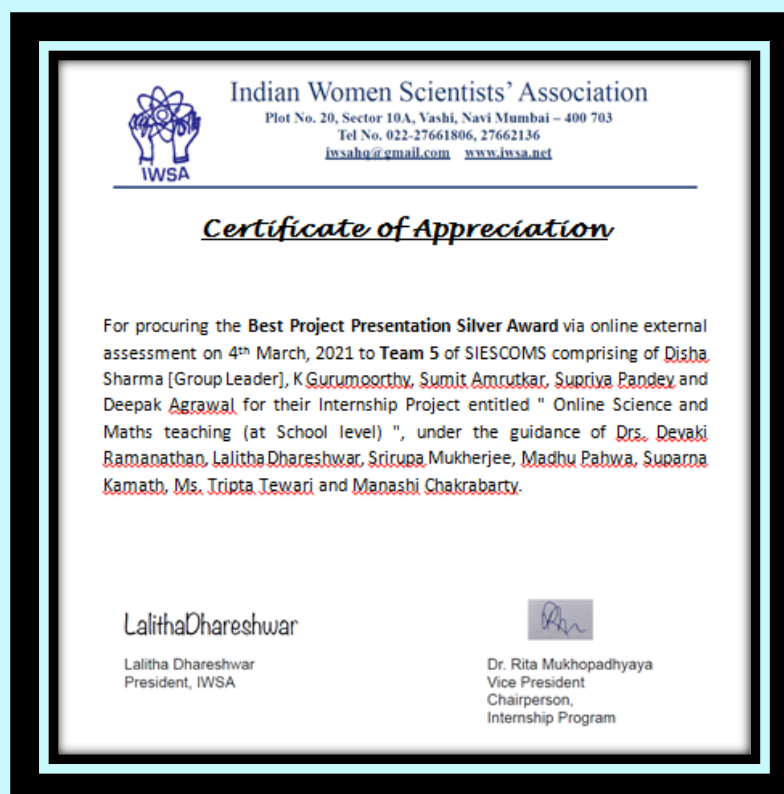 Indian Women Scientists' Association
Plot No. 20, Sector 10A, Vashi, Navi Mumbai – 400 703
Tel No. 022-27661806, 27662136
iwsahq@gmail.com www.iwsa.net
IWSA
Certificate of Appreciation
For procuring the Best Project Presentation Silver Award via online external
assessment on 4th March, 2021 to Team 5 of SIESCOMS comprising of Disha
Sharma [Group Leader], K Gurumoorthy, Sumit Amrutkar, Supriya Pandey and
Deepak Agrawal for their Internship Project entitled " Online Science and
Maths teaching (at School level) ", under the guidance of Drs. Devaki
Ramanathan, Lalitha Dhareshwar, Srirupa Mukherjee, Madhu Pahwa, Suparna
Kamath, Ms. Tripta Tewari and Manashi Chakrabarty.
LalithaDhareshwar
Lalitha Dhareshwar
President, IWSA
Dr. Rita Mukhopadhyaya
Vice President
Chairperson,
Internship Program